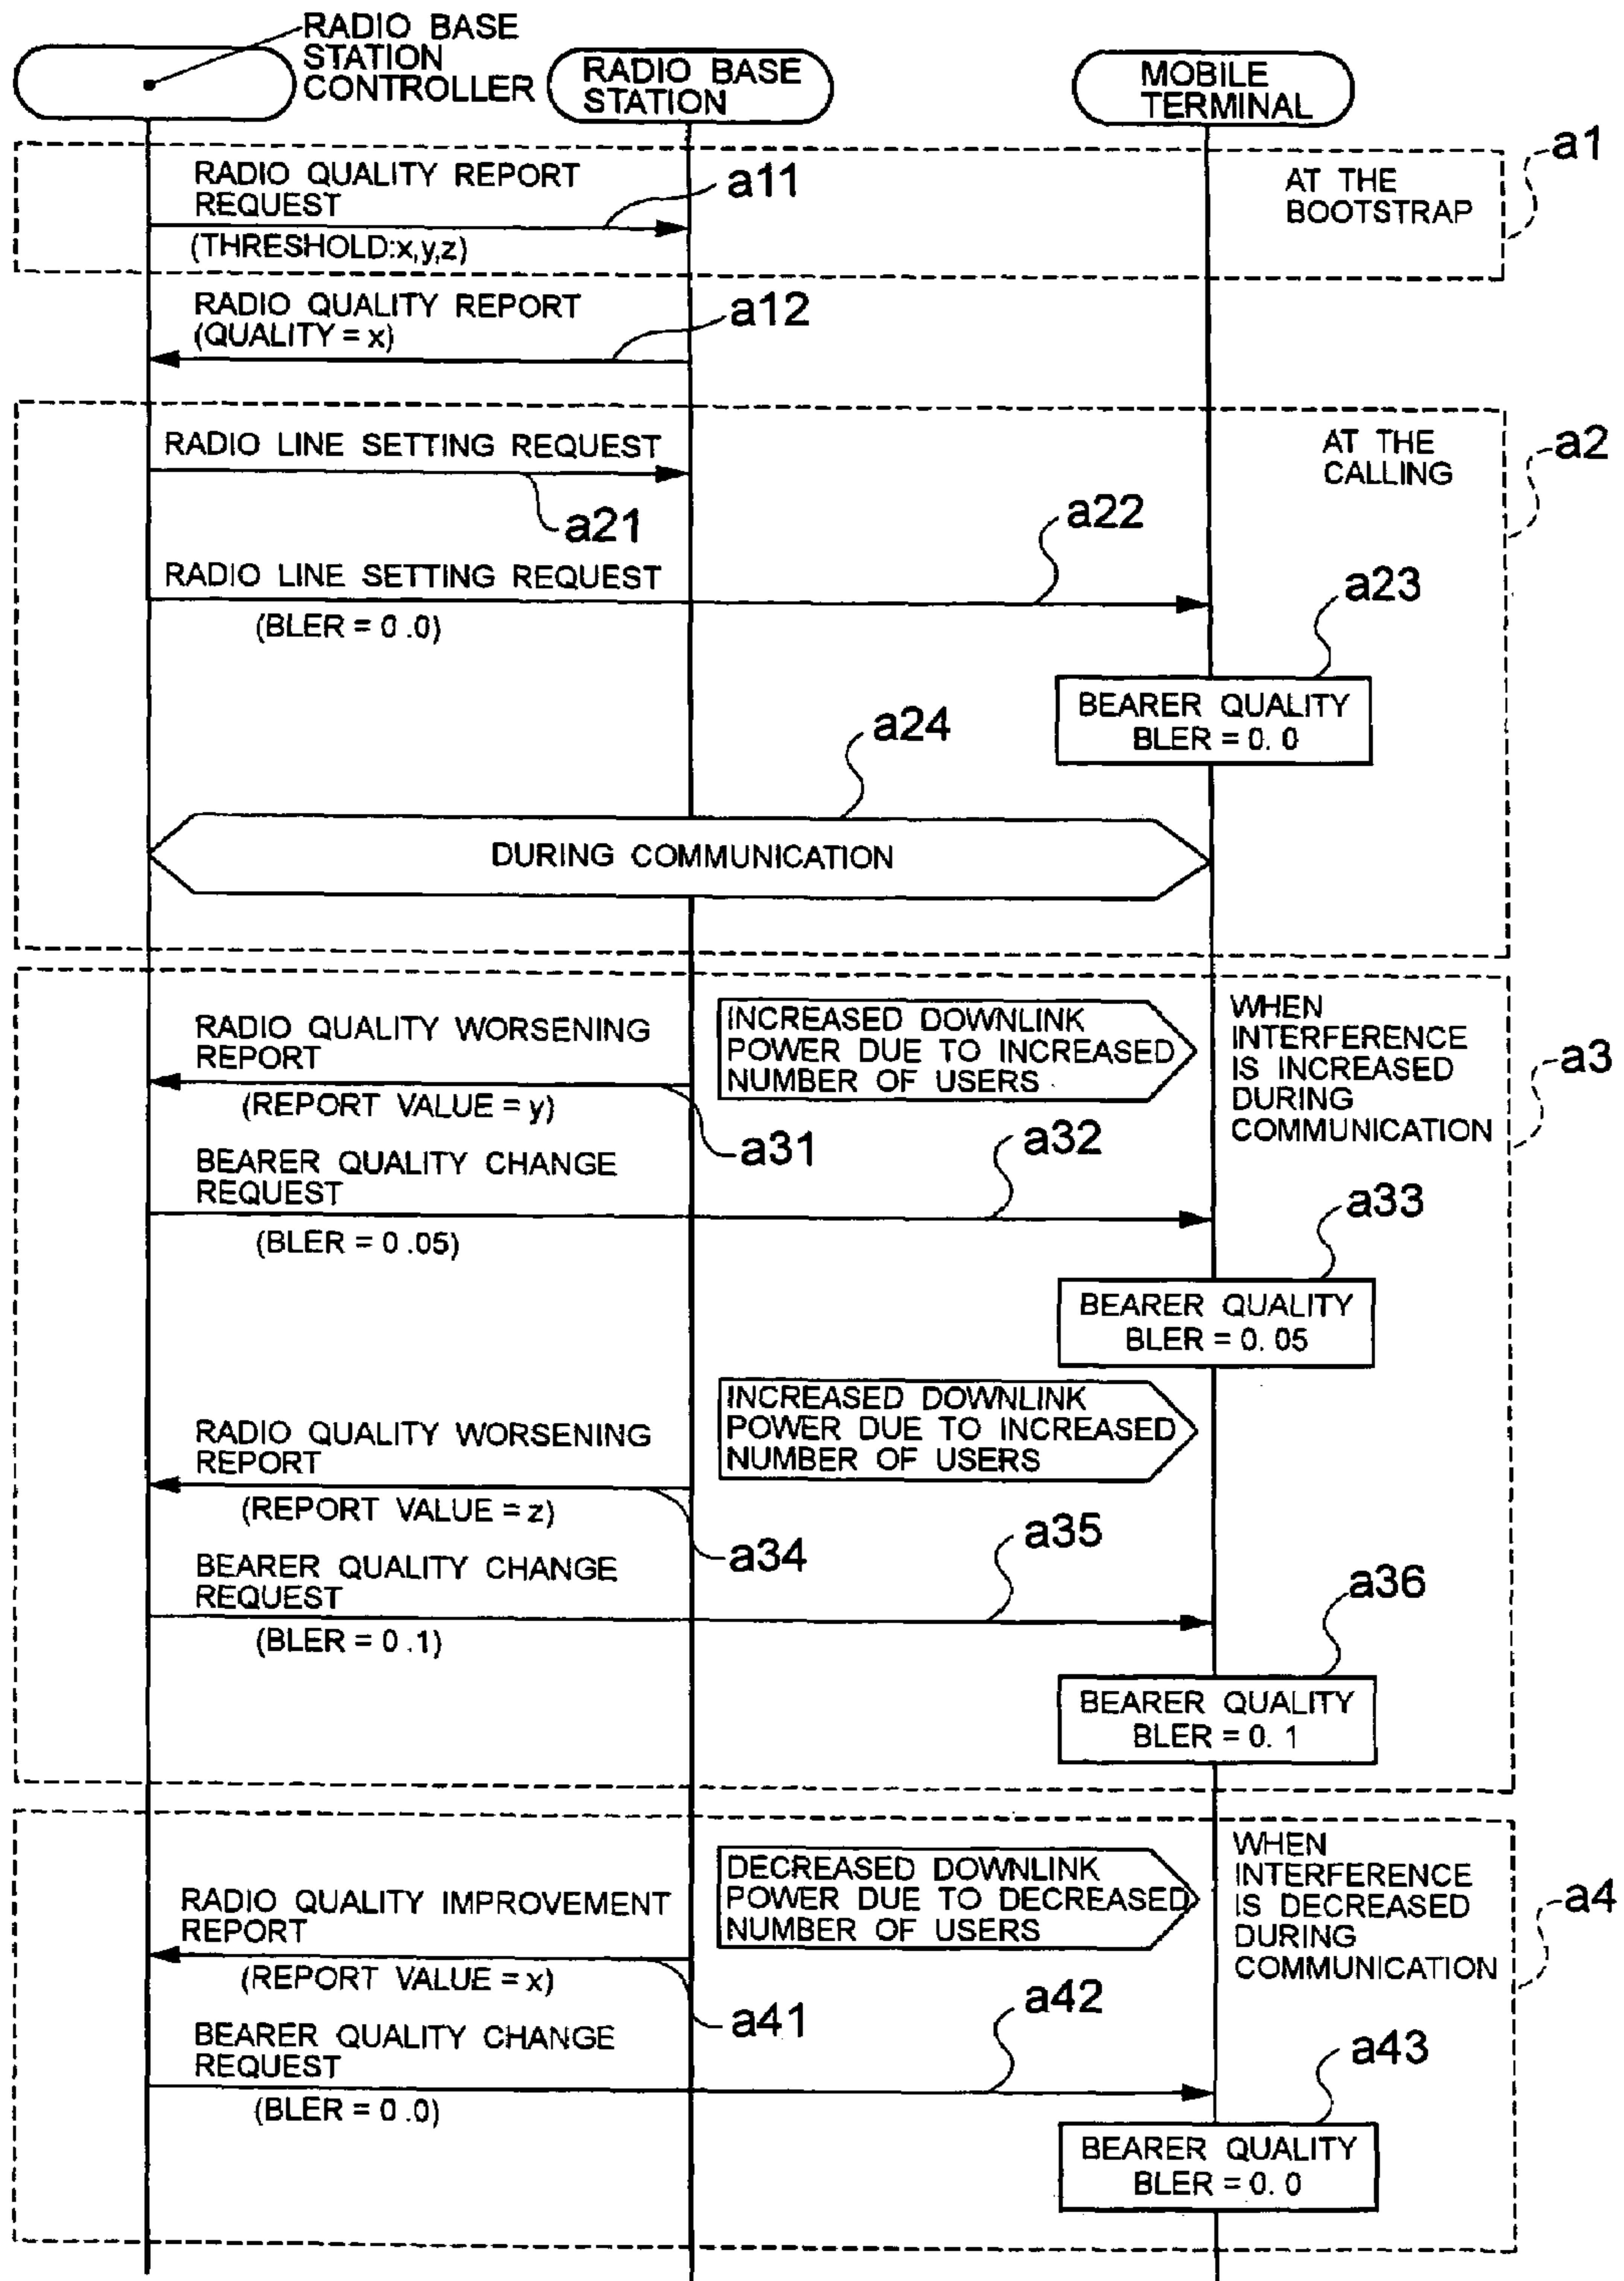 RADIO BASE
STATION
CONTROLLER
RADIO BASE
STATION
MOBILE
TERMINAL
a1
RADIO QUALITY REPORT
REQUEST
a11
(THRESHOLD:x,y,z)
AT THE
BOOTSTRAP
RADIO QUALITY REPORT
(QUALITY = x)
a12
RADIO LINE SETTING REQUEST
a21
AT THE
CALLING
a2
RADIO LINE SETTING REQUEST
a22
(BLER = 0.0)
a23
BEARER QUALITY
BLER = 0.0
a24
DURING COMMUNICATION
RADIO QUALITY WORSENING
REPORT
(REPORT VALUE = y)
a31
INCREASED DOWNLINK
POWER DUE TO INCREASED
NUMBER OF USERS
WHEN
INTERFERENCE
IS INCREASED
DURING
COMMUNICATION
a3
BEARER QUALITY CHANGE
REQUEST
a32
(BLER = 0.05)
a33
BEARER QUALITY
BLER = 0.05
INCREASED DOWNLINK
POWER DUE TO INCREASED
NUMBER OF USERS
RADIO QUALITY WORSENING
REPORT
(REPORT VALUE = z)
a34
BEARER QUALITY CHANGE
REQUEST
a35
(BLER = 0.1)
a36
BEARER QUALITY
BLER = 0.1
DECREASED DOWNLINK
POWER DUE TO DECREASED
NUMBER OF USERS
WHEN
INTERFERENCE
IS DECREASED
DURING
COMMUNICATION
a4
RADIO QUALITY IMPROVEMENT
REPORT
(REPORT VALUE = x)
a41
BEARER QUALITY CHANGE
REQUEST
a42
(BLER = 0.0)
a43
BEARER QUALITY
BLER = 0.0